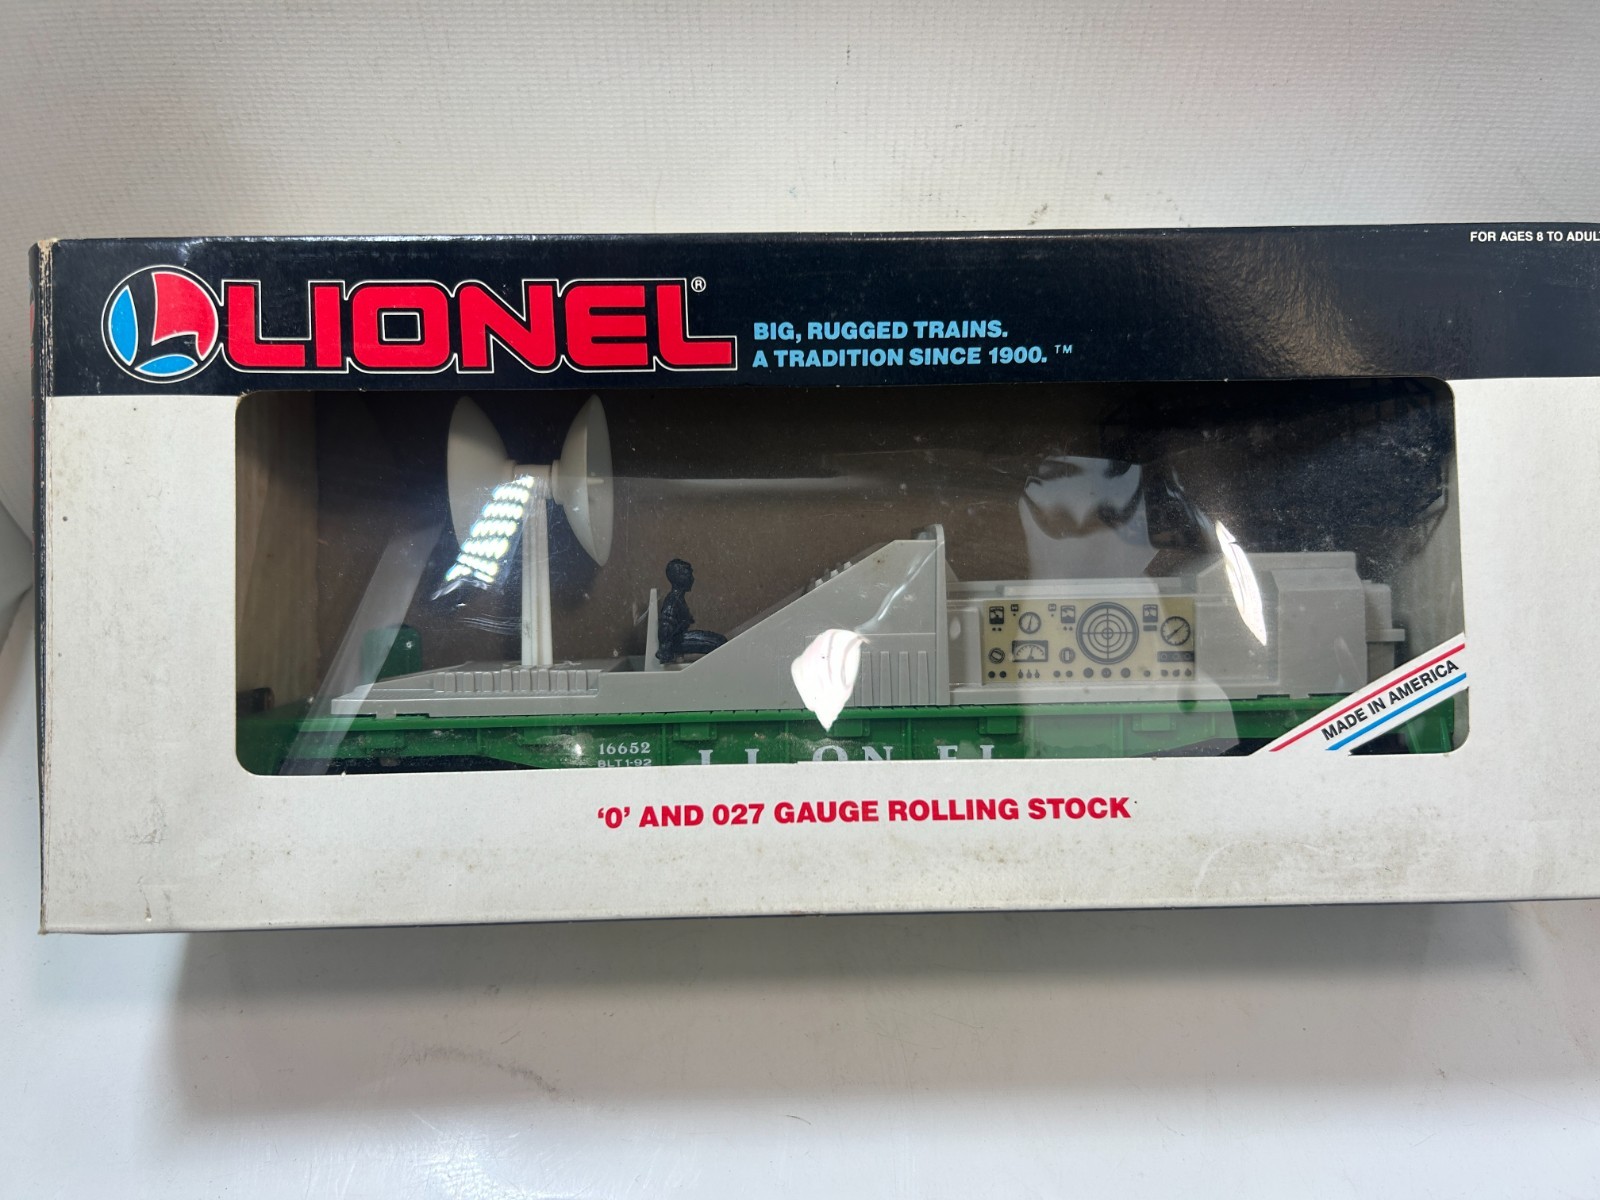 FOR AGES 8 TO ADUL
LIONEL®
BIG, RUGGED TRAINS.
A TRADITION SINCE 1900.™
16652
BLT 1-92
LIONEL
MADE IN AMERICA
‘O’ AND 027 GAUGE ROLLING STOCK